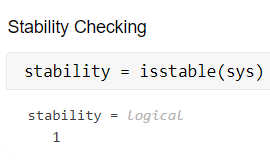 Stability Checking
stability = isstable(sys)
stability = logical
1